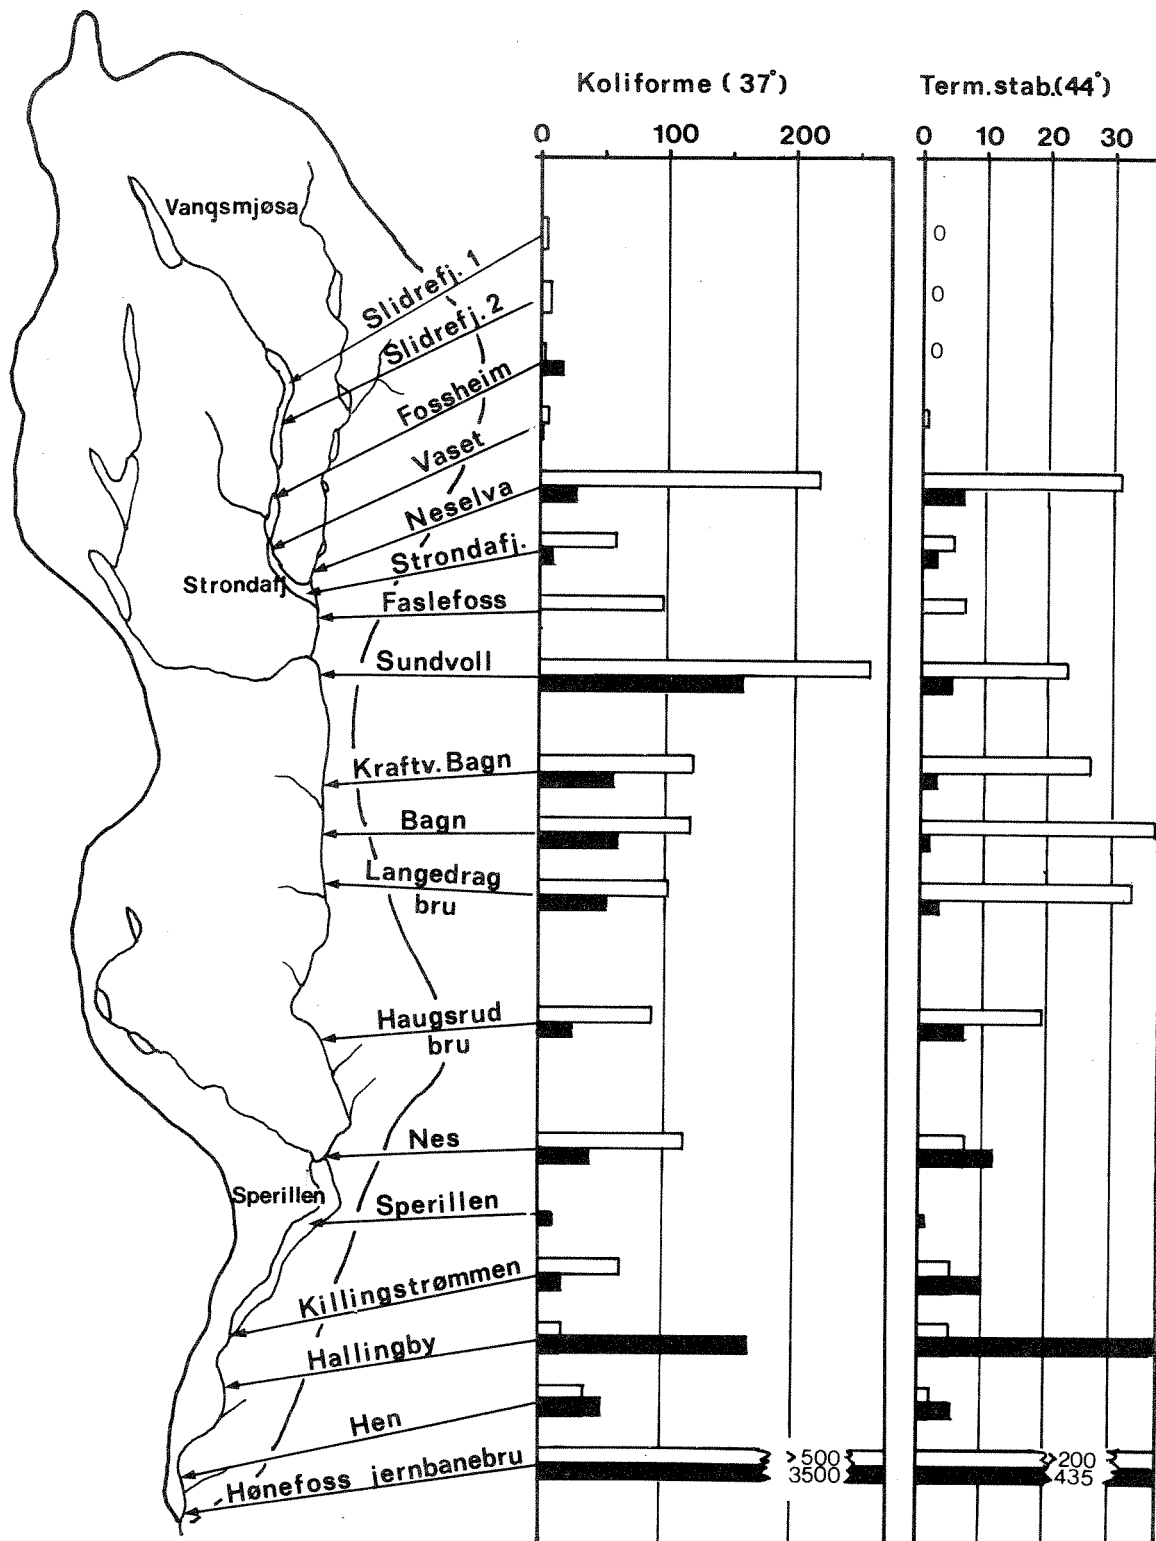 Koliforme ( 37°)
Term.stab.(44°)
0 100 200
0 10 20 30
Vangsmjøsa
Slidrefj. 1
0
Slidrefj. 2
0
Fossheim
0
Vaset
Neselva
Strondafj.
Strondafj
Faslefoss
Sundvoll
Kraftv. Bagn
Bagn
Langedrag
bru
Haugsrud
bru
Nes
Sperillen
Sperillen
Killingstrømmen
Hallingby
Hen
Hønefoss jernbanebru
>500
3500
>200
435